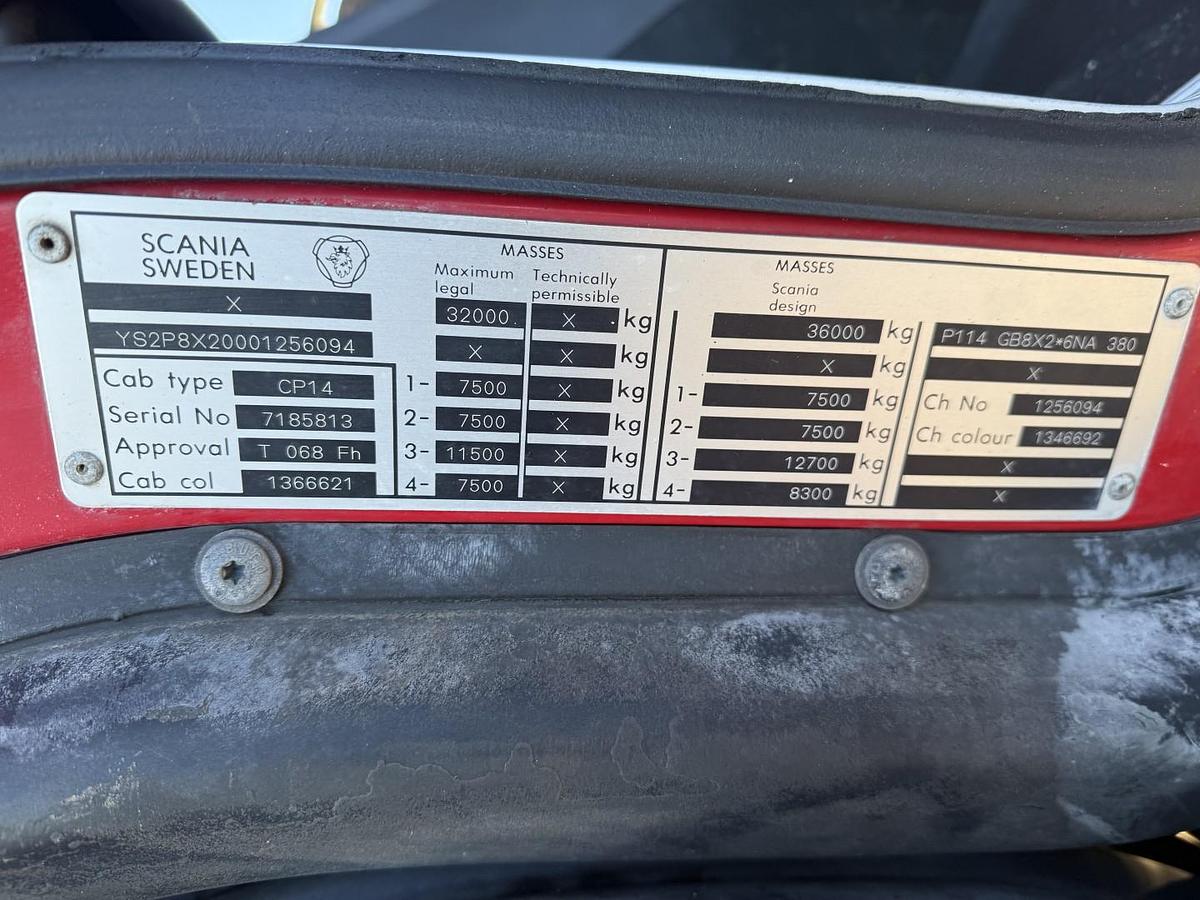 SCANIA
SWEDEN
X
YS2P8X20001256094
Cab type CP14
Serial No 7185813
Approval T 068 Fh
Cab col 1366621
MASSES
Maximum legal
Technically permissible
32000 X kg
X X kg
1- 7500 X kg
2- 7500 X kg
3- 11500 X kg
4- 7500 X kg
MASSES
Scania
design
36000 kg
X kg
1- 7500 kg
2- 7500 kg
3- 12700 kg
4- 8300 kg
P114 GB8X2*6NA 380
X
Ch No 1256094
Ch colour 1346692
X
X